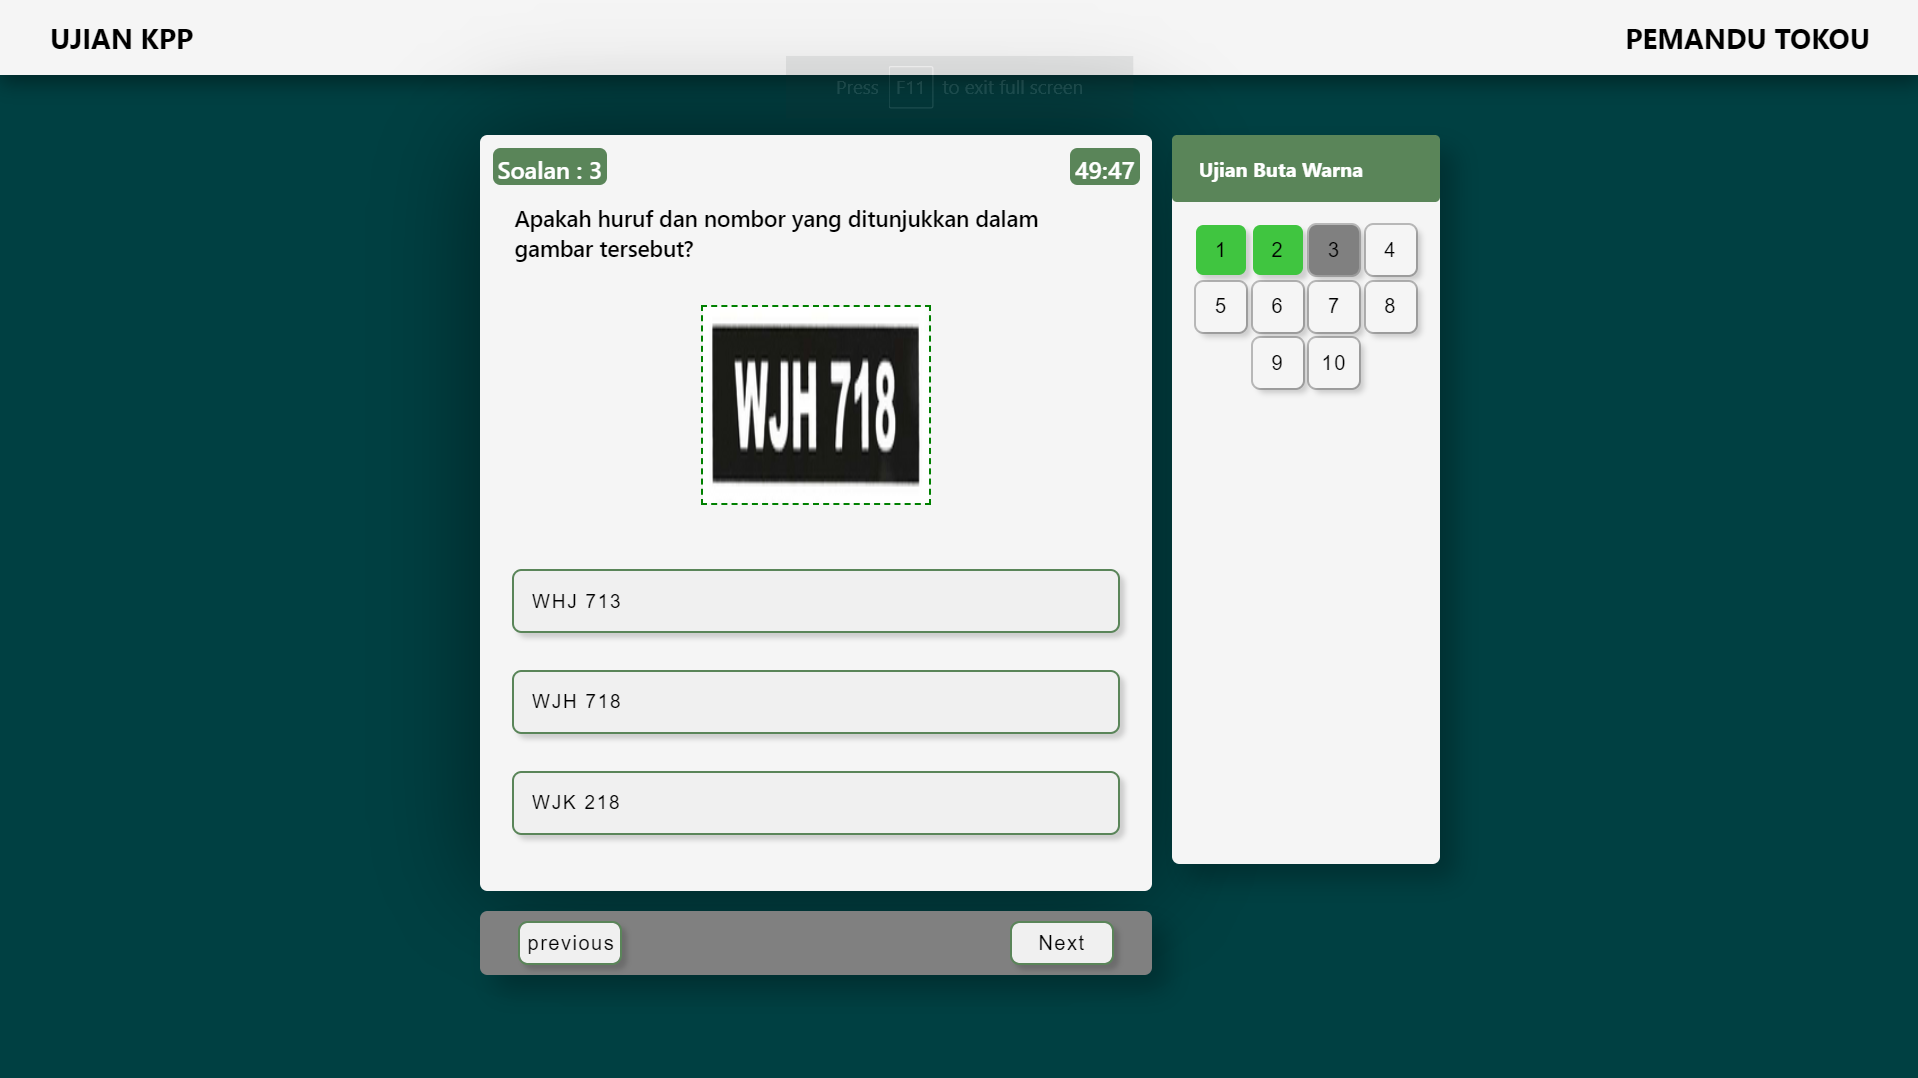 UJIAN KPP
PEMANDU TOKOU
Press F11 to exit full screen
Soalan : 3
49:47
Apakah huruf dan nombor yang ditunjukkan dalam
gambar tersebut?
WJH 718
WHJ 713
WJH 718
WJK 218
previous
Next
Ujian Buta Warna
1 2 3 4
5 6 7 8
9 10